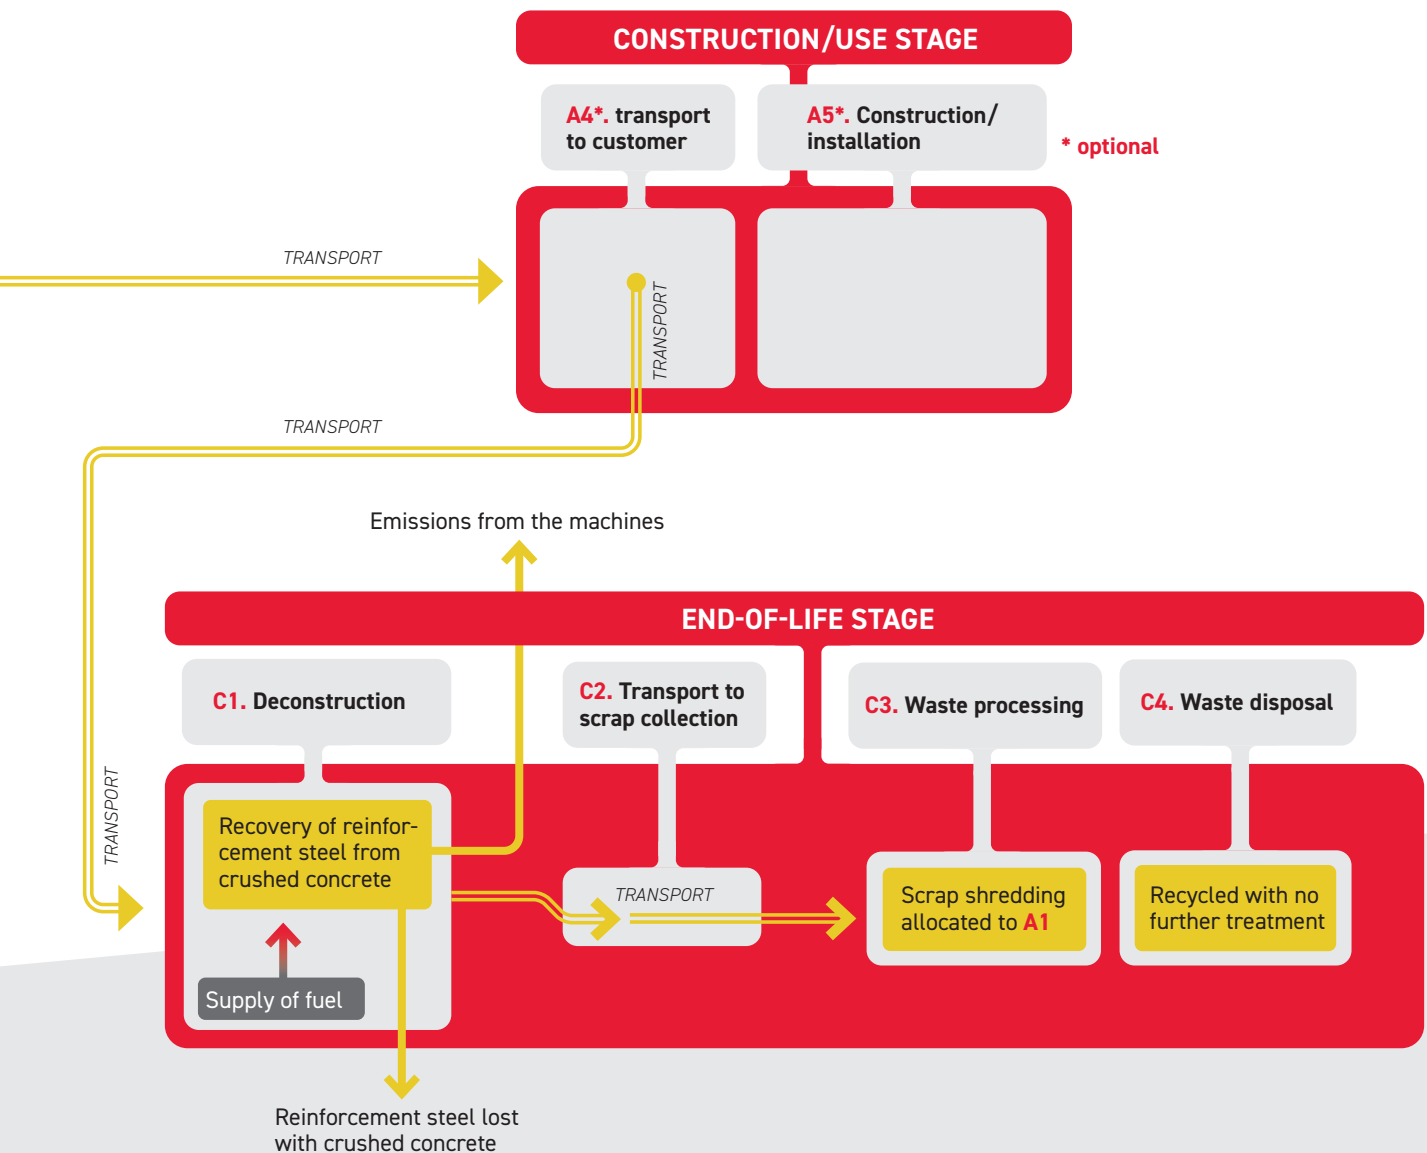 CONSTRUCTION/USE STAGE
A4*. transport
to customer
A5*. Construction/
installation
* optional
TRANSPORT
TRANSPORT
TRANSPORT
Emissions from the machines
END-OF-LIFE STAGE
C1. Deconstruction
C2. Transport to
scrap collection
C3. Waste processing
C4. Waste disposal
TRANSPORT
Recovery of reinfor-
cement steel from
crushed concrete
TRANSPORT
Scrap shredding
allocated to A1
Recycled with no
further treatment
Supply of fuel
Reinforcement steel lost
with crushed concrete